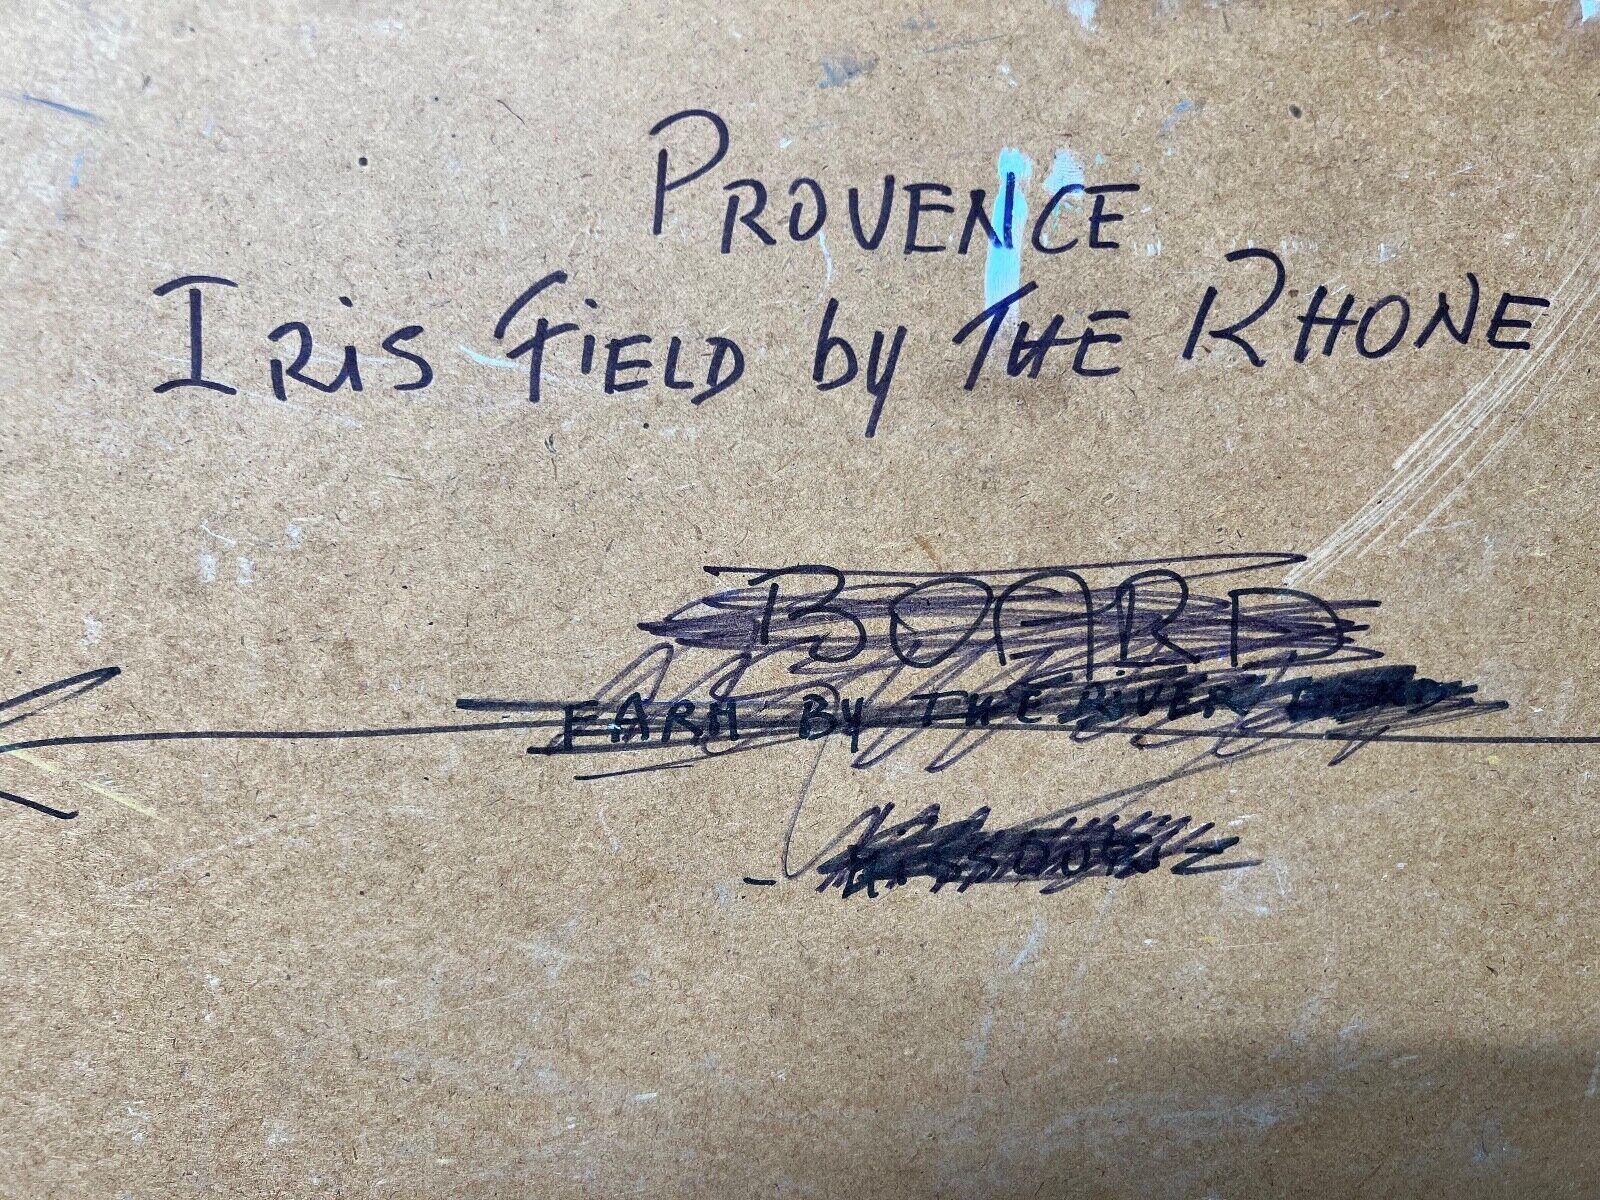 PROVENCE
IRiS FiELD by THE RHONE
BOARD
FARM By THE RiVER